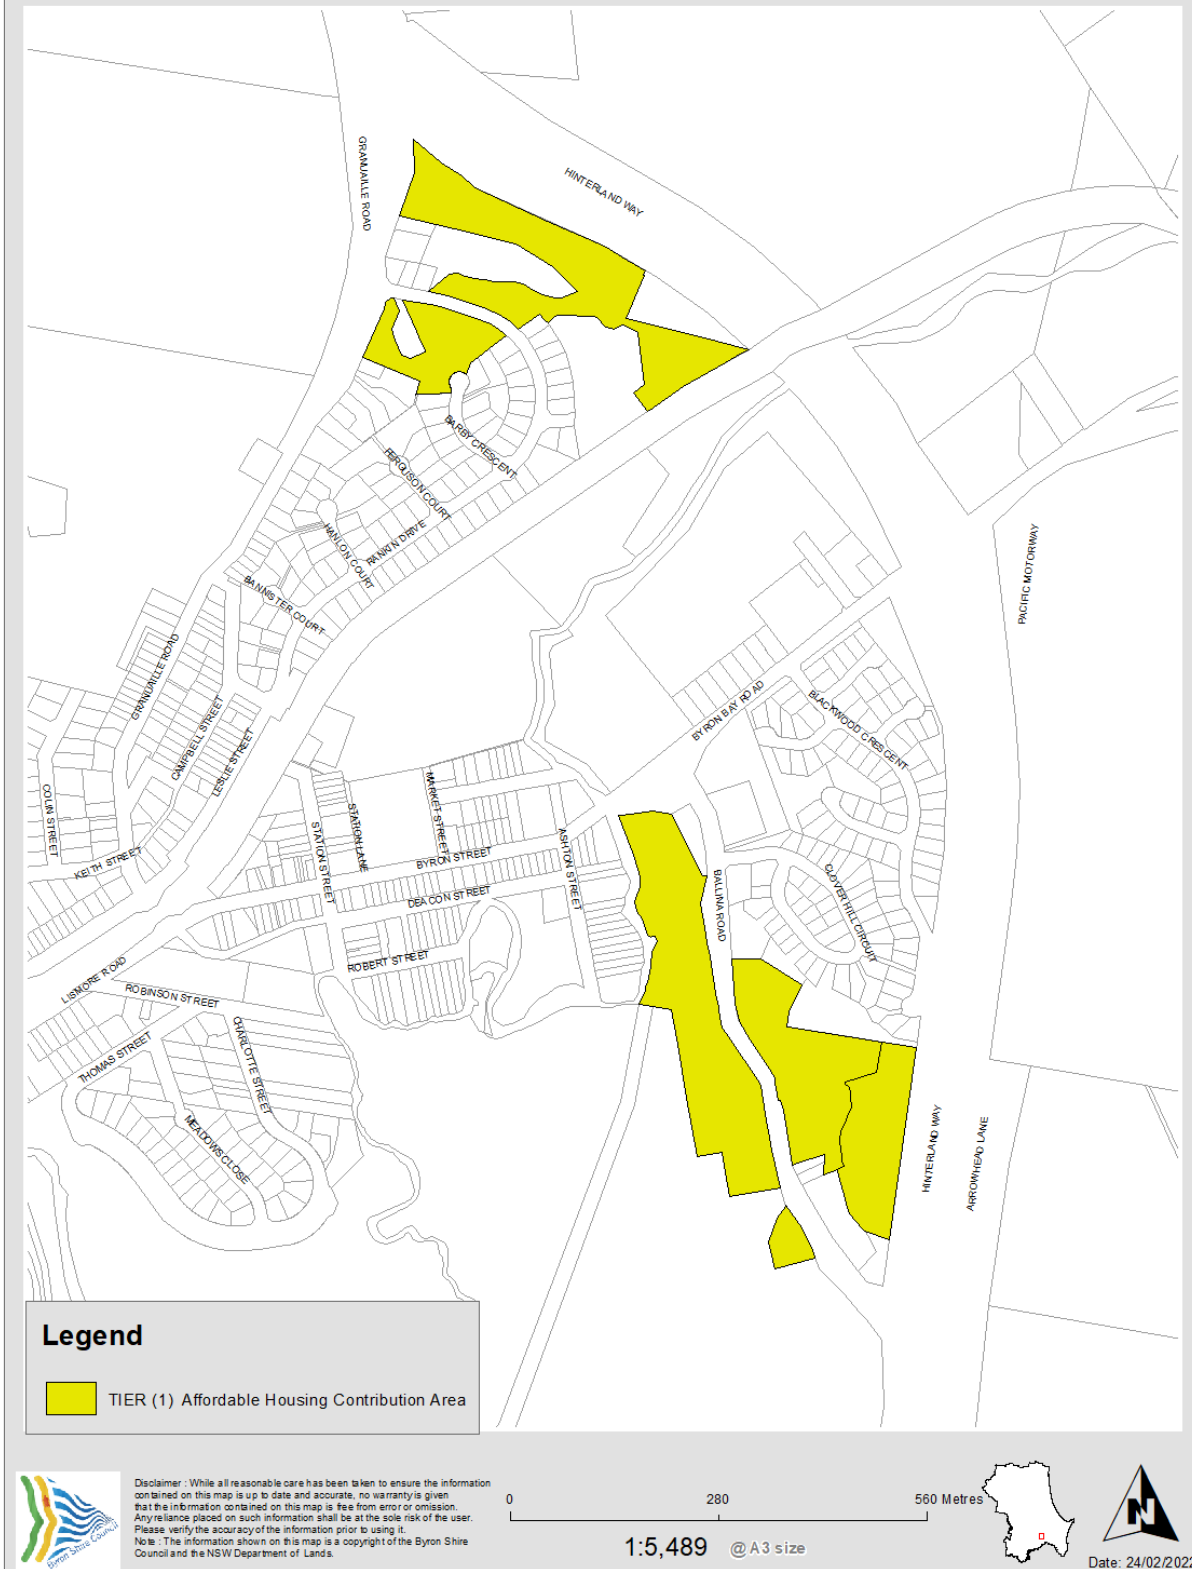 GRANUAILLE ROAD
HINTERLAND WAY
BARBY CRESCENT
FERGUSON COURT
HANLON COURT
RANKIN DRIVE
BANNISTER COURT
PACIFIC MOTORWAY
GRANUAILLE ROAD
CAMPBELL STREET
LESLIE STREET
COLIN STREET
KEITH STREET
BYRON BAY ROAD
BLACKWOOD CRESCENT
MARKET STREET
STATION LANE
STATION STREET
BYRON STREET
DEACON STREET
ASHTON STREET
BALLINA ROAD
CLOVER HILL CIRCUIT
ROBERT STREET
LISMORE ROAD
ROBINSON STREET
THOMAS STREET
CHARLOTTE STREET
MEADOWS CLOSE
HINTERLAND WAY
ARROWHEAD LANE
Legend
TIER (1) Affordable Housing Contribution Area
Byron Shire Council
Disclaimer : While all reasonable care has been taken to ensure the information
contained on this map is up to date and accurate, no warranty is given
that the information contained on this map is free from error or omission.
Any reliance placed on such information shall be at the sole risk of the user.
Please verify the accuracy of the information prior to using it.
Note : The information shown on this map is a copyright of the Byron Shire
Council and the NSW Department of Lands.
0 280 560 Metres
1:5,489 @ A3 size
N
Date: 24/02/2022